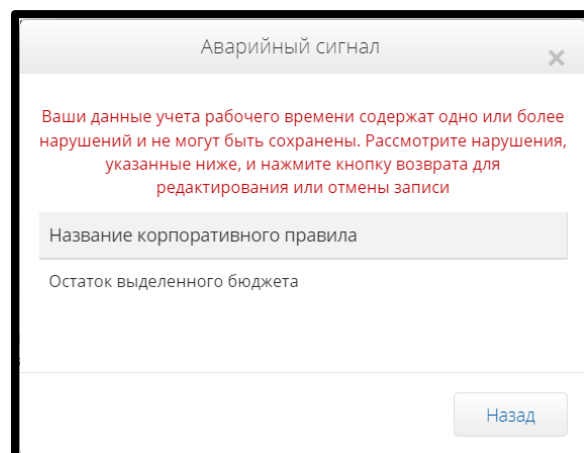 Аварийный сигнал
Ваши данные учета рабочего времени содержат одно или более
нарушений и не могут быть сохранены. Рассмотрите нарушения,
указанные ниже, и нажмите кнопку возврата для
редактирования или отмены записи
Название корпоративного правила
Остаток выделенного бюджета
Назад